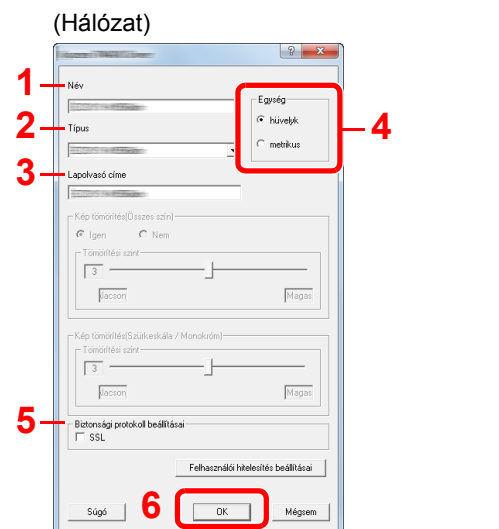 (Hálózat)
1 Név
Egység
hüvelyk
4
2 Típus
metrikus
3 Lapolvasó címe
Kép tömörítés(Összes szín)
Igen Nem
Tömörítési szint
3
lacson Magas
Kép tömörítés(Szürkeskála / Monokróm)
Tömörítési szint
3
lacson Magas
5 Biztonsági protokoll beállításai
SSL
Felhasználói hitelesítés beállításai
Súgó 6 OK Mégsem